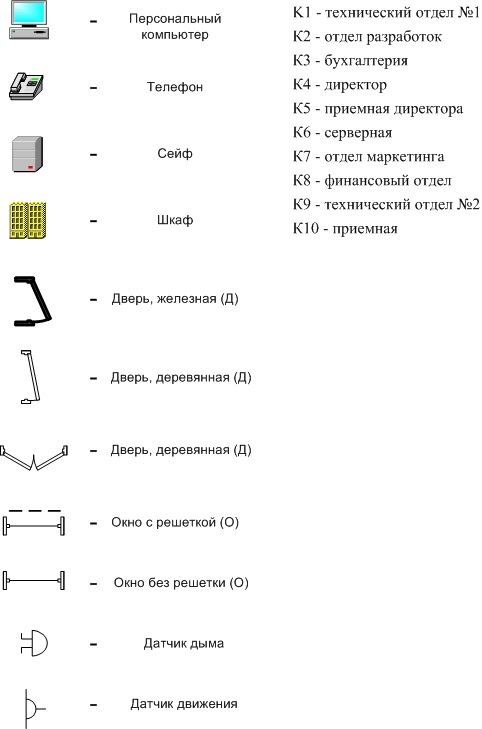 - Персональный
компьютер
- Телефон
- Сейф
- Шкаф
- Дверь, железная (Д)
- Дверь, деревянная (Д)
- Дверь, деревянная (Д)
- Окно с решеткой (О)
- Окно без решетки (О)
- Датчик дыма
- Датчик движения
К1 - технический отдел №1
К2 - отдел разработок
К3 - бухгалтерия
К4 - директор
К5 - приемная директора
К6 - серверная
К7 - отдел маркетинга
К8 - финансовый отдел
К9 - технический отдел №2
К10 - приемная